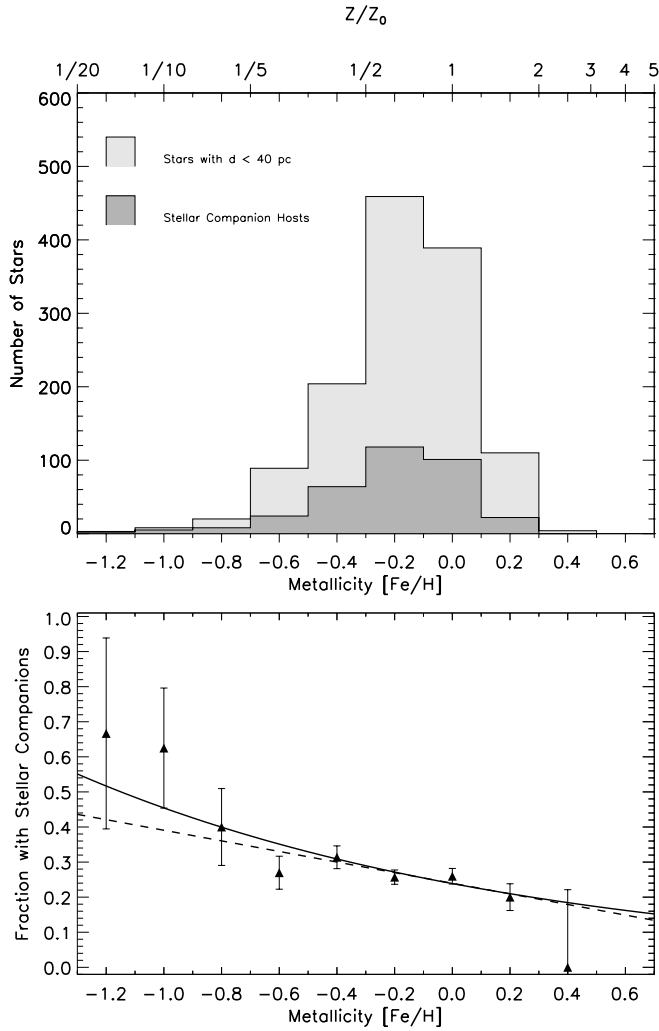 Z/Z0
1/20 1/10 1/5 1/2 1 2 3 4 5
600
500
400
300
200
100
0
Number of Stars
Stars with d < 40 pc
Stellar Companion Hosts
−1.2 −1.0 −0.8 −0.6 −0.4 −0.2 0.0 0.2 0.4 0.6
Metallicity [Fe/H]
1.0
0.9
0.8
0.7
0.6
0.5
0.4
0.3
0.2
0.1
0.0
Fraction with Stellar Companions
−1.2 −1.0 −0.8 −0.6 −0.4 −0.2 0.0 0.2 0.4 0.6
Metallicity [Fe/H]